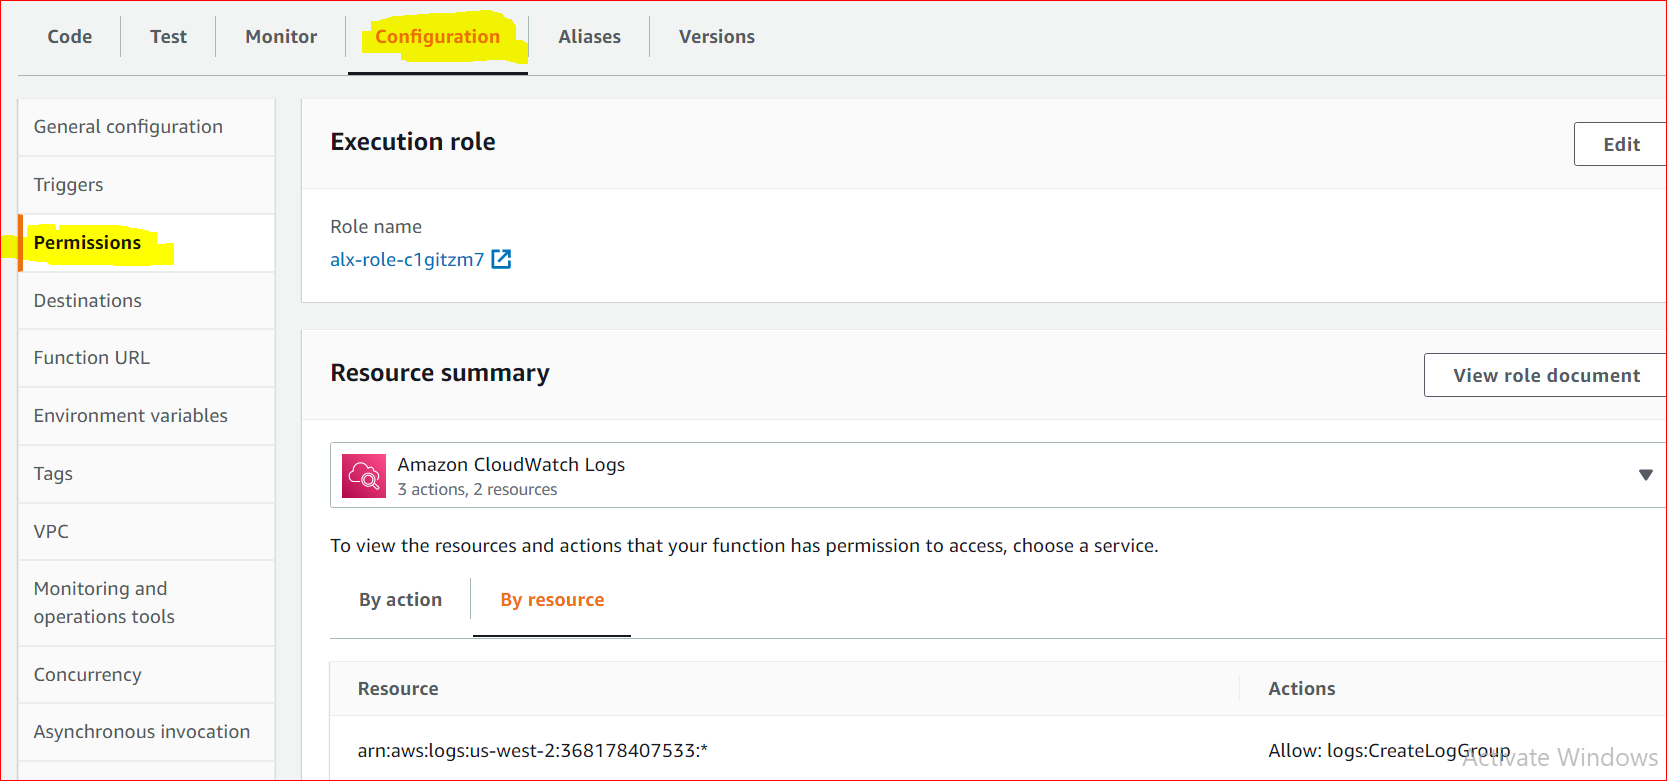 Code Test Monitor Configuration Aliases Versions
General configuration
Triggers
Permissions
Destinations
Function URL
Environment variables
Tags
VPC
Monitoring and
operations tools
Concurrency
Asynchronous invocation
Execution role
Edit
Role name
alx-role-c1gitzm7
Resource summary
View role document
Amazon CloudWatch Logs
3 actions, 2 resources
To view the resources and actions that your function has permission to access, choose a service.
By action By resource
Resource Actions
arn:aws:logs:us-west-2:368178407533:* Allow: logs:CreateLogGroup
Activate Windows